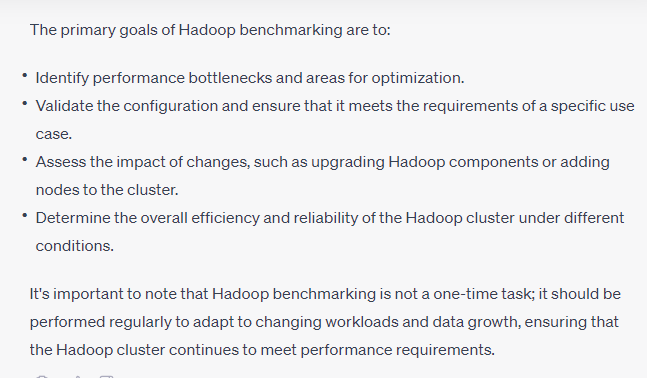 The primary goals of Hadoop benchmarking are to:
• Identify performance bottlenecks and areas for optimization.
• Validate the configuration and ensure that it meets the requirements of a specific use
case.
• Assess the impact of changes, such as upgrading Hadoop components or adding
nodes to the cluster.
• Determine the overall efficiency and reliability of the Hadoop cluster under different
conditions.
It's important to note that Hadoop benchmarking is not a one-time task; it should be
performed regularly to adapt to changing workloads and data growth, ensuring that
the Hadoop cluster continues to meet performance requirements.